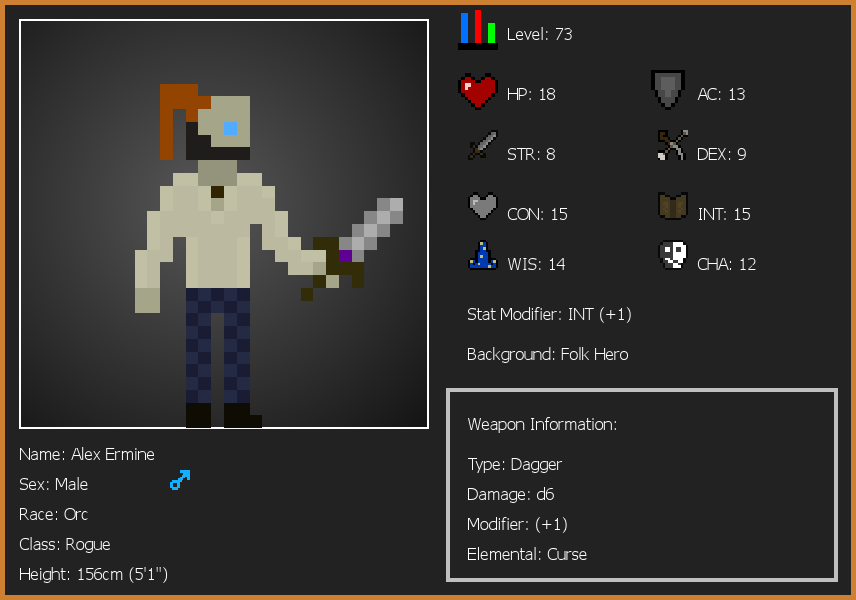 Level: 73
HP: 18
AC: 13
STR: 8
DEX: 9
CON: 15
INT: 15
WIS: 14
CHA: 12
Stat Modifier: INT (+1)
Background: Folk Hero
Name: Alex Ermine
Sex: Male
Race: Orc
Class: Rogue
Height: 156cm (5'1")
Weapon Information:
Type: Dagger
Damage: d6
Modifier: (+1)
Elemental: Curse